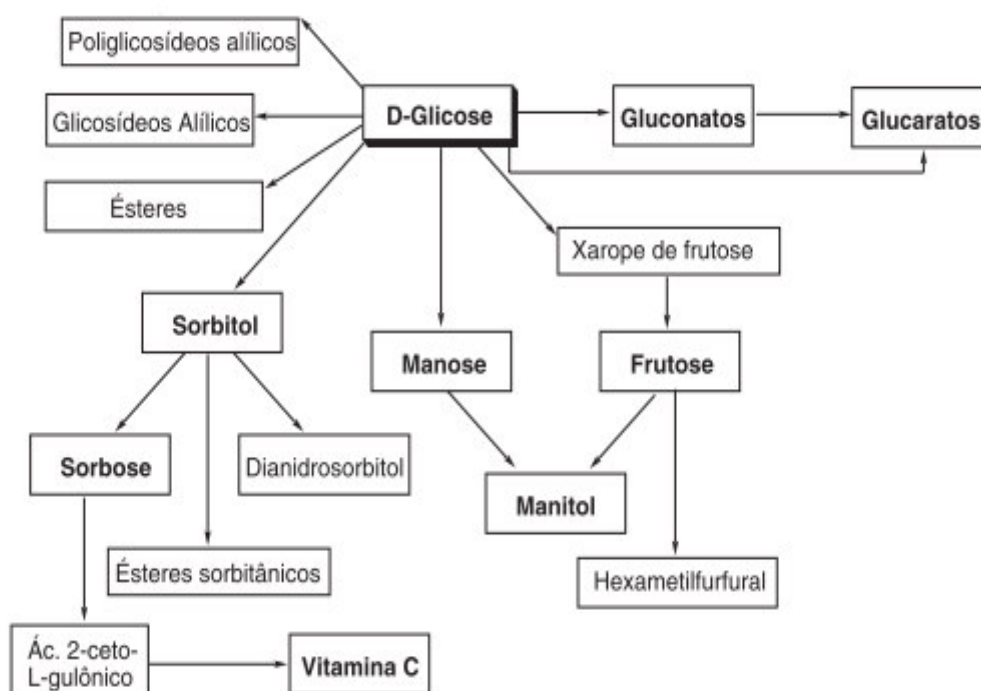 Poliglicosídeos alílicos
D-Glicose
Gluconatos
Glucaratos
Glicosídeos Alílicos
Ésteres
Xarope de frutose
Sorbitol
Manose
Frutose
Sorbose
Dianidrosorbitol
Manitol
Ésteres sorbitânicos
Hexametilfurfural
Ác. 2-ceto-
L-gulônico
Vitamina C